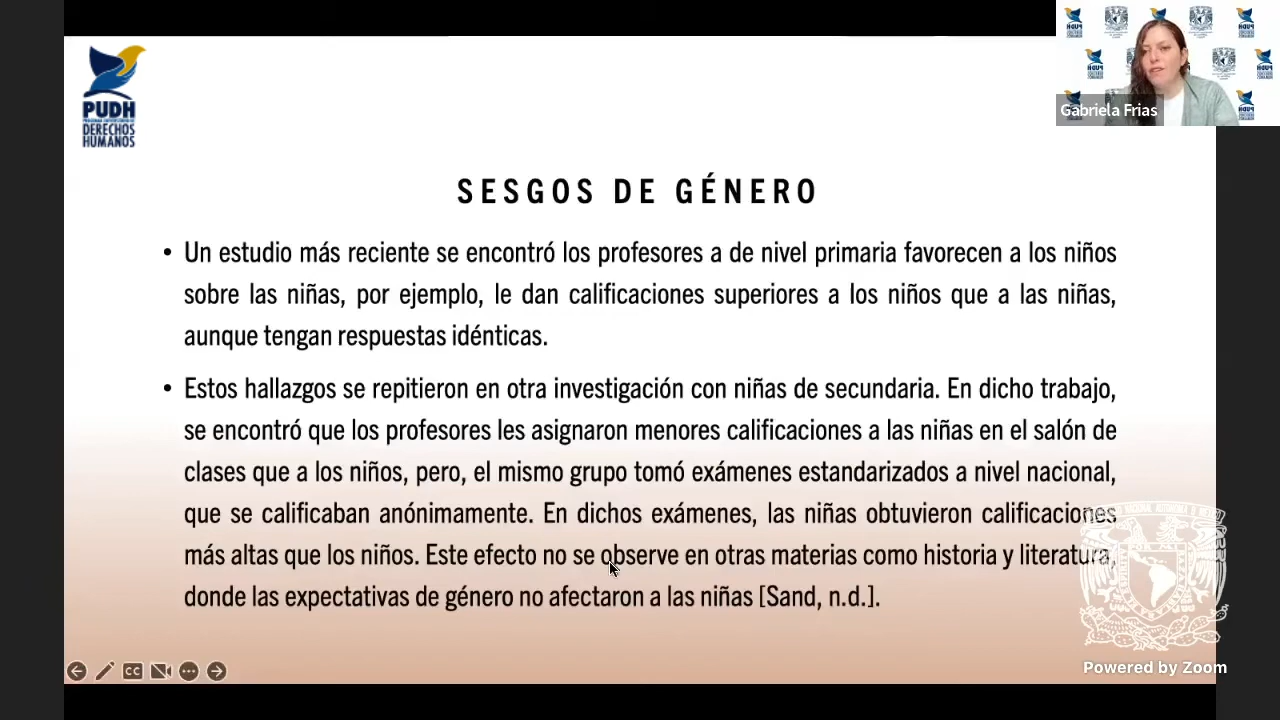 PUDH
DERECHOS
HUMANOS
Gabriela Frias
SESGOS DE GÉNERO
• Un estudio más reciente se encontró los profesores a de nivel primaria favorecen a los niños
sobre las niñas, por ejemplo, le dan calificaciones superiores a los niños que a las niñas,
aunque tengan respuestas idénticas.
• Estos hallazgos se repitieron en otra investigación con niñas de secundaria. En dicho trabajo,
se encontró que los profesores les asignaron menores calificaciones a las niñas en el salón de
clases que a los niños, pero, el mismo grupo tomó exámenes estandarizados a nivel nacional,
que se calificaban anónimamente. En dichos exámenes, las niñas obtuvieron calificaciones
más altas que los niños. Este efecto no se observe en otras materias como historia y literatura,
donde las expectativas de género no afectaron a las niñas [Sand, n.d.].
CC
Powered by Zoom